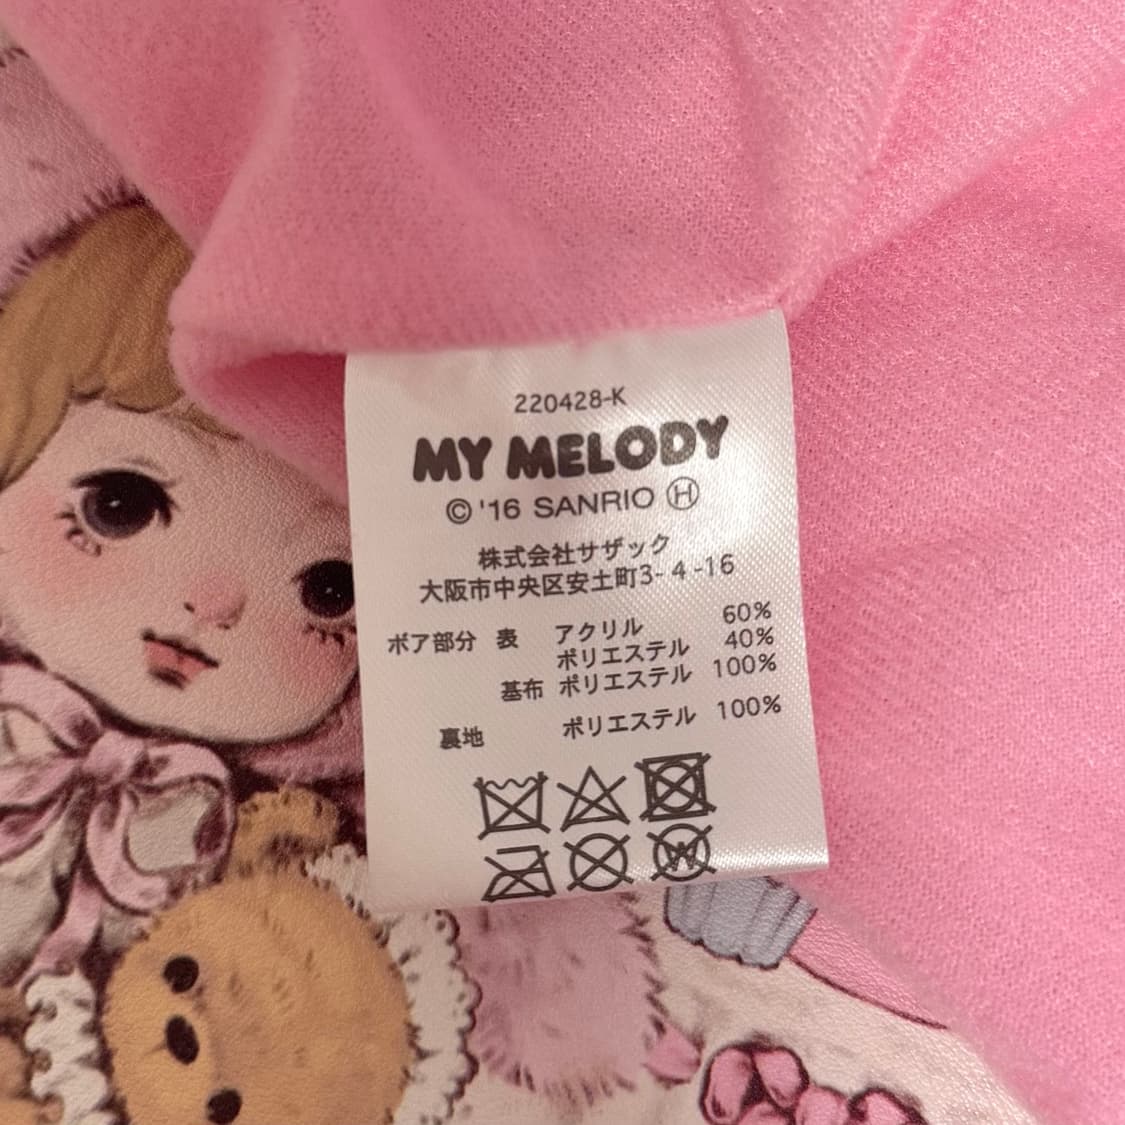 220428-K
MY MELODY
© '16 SANRIO Ⓗ
株式会社サザック
大阪市中央区安土町3-4-16
ボア部分 表 アクリル 60%
ポリエステル 40%
基布 ポリエステル 100%
裏地 ポリエステル 100%
W